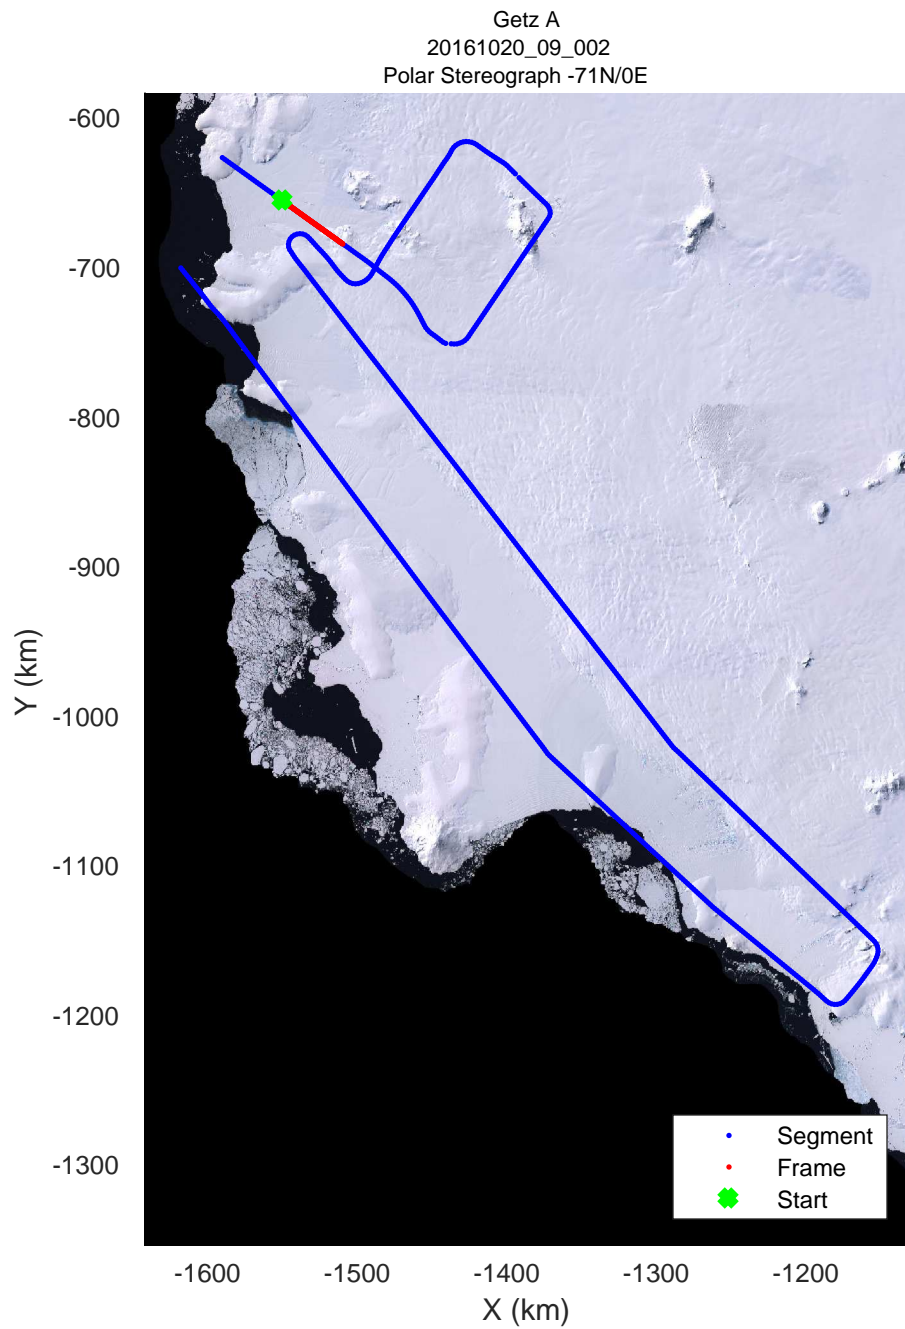 Getz A
20161020_09_002
Polar Stereograph -71N/0E
-600
-700
-800
-900
-1000
-1100
-1200
-1300
Y (km)
-1600
-1500
-1400
-1300
-1200
X (km)
Segment
Frame
Start